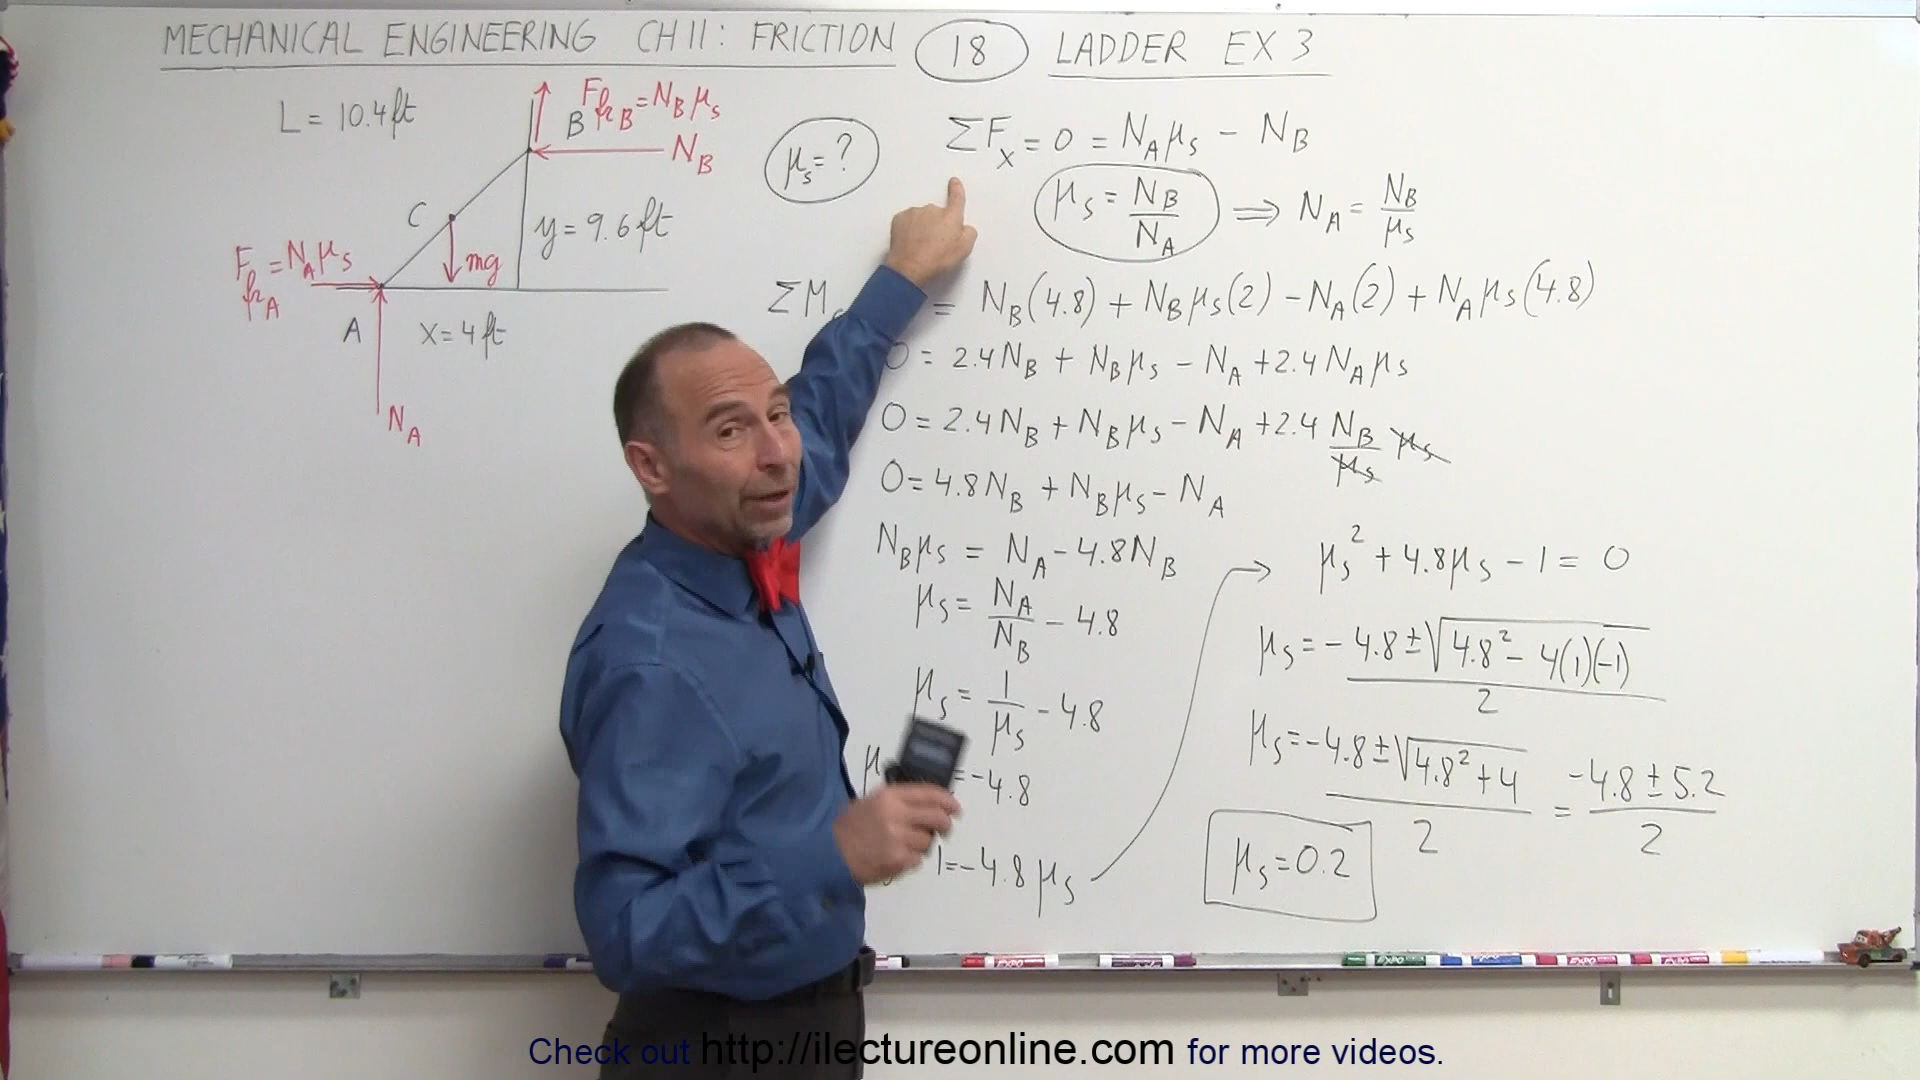 MECHANICAL ENGINEERING CH 11: FRICTION 18 LADDER EX 3
L = 10.4 ft
F_fr_B = N_B μ_s
B
N_B
C
y = 9.6 ft
F_fr_A = N_A μ_s
mg
A
x = 4 ft
N_A
μ_s = ?
ΣF_x = 0 = N_A μ_s - N_B
μ_s = N_B / N_A ⟹ N_A = N_B / μ_s
ΣM = N_B(4.8) + N_B μ_s(2) - N_A(2) + N_A μ_s(4.8)
0 = 2.4 N_B + N_B μ_s - N_A + 2.4 N_A μ_s
0 = 2.4 N_B + N_B μ_s - N_A + 2.4 N_B / μ_s μ_s
0 = 4.8 N_B + N_B μ_s - N_A
N_B μ_s = N_A - 4.8 N_B
μ_s = N_A / N_B - 4.8
μ_s = 1 / μ_s - 4.8
μ = -4.8
1 = -4.8 μ_s
μ_s² + 4.8 μ_s - 1 = 0
μ_s = -4.8 ± √(4.8² - 4(1)(-1)) / 2
μ_s = -4.8 ± √(4.8² + 4) / 2 = -4.8 ± 5.2 / 2
μ_s = 0.2
Check out http://ilectureonline.com for more videos.